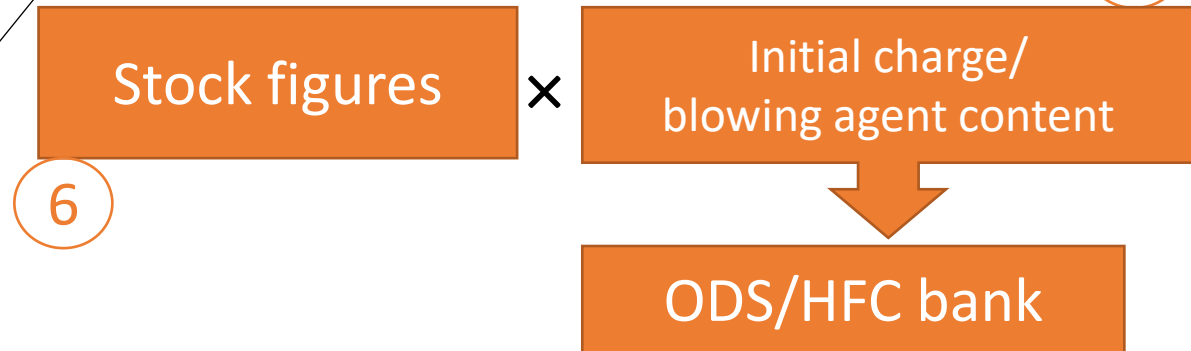 Stock figures
×
Initial charge/
blowing agent content
6
ODS/HFC bank